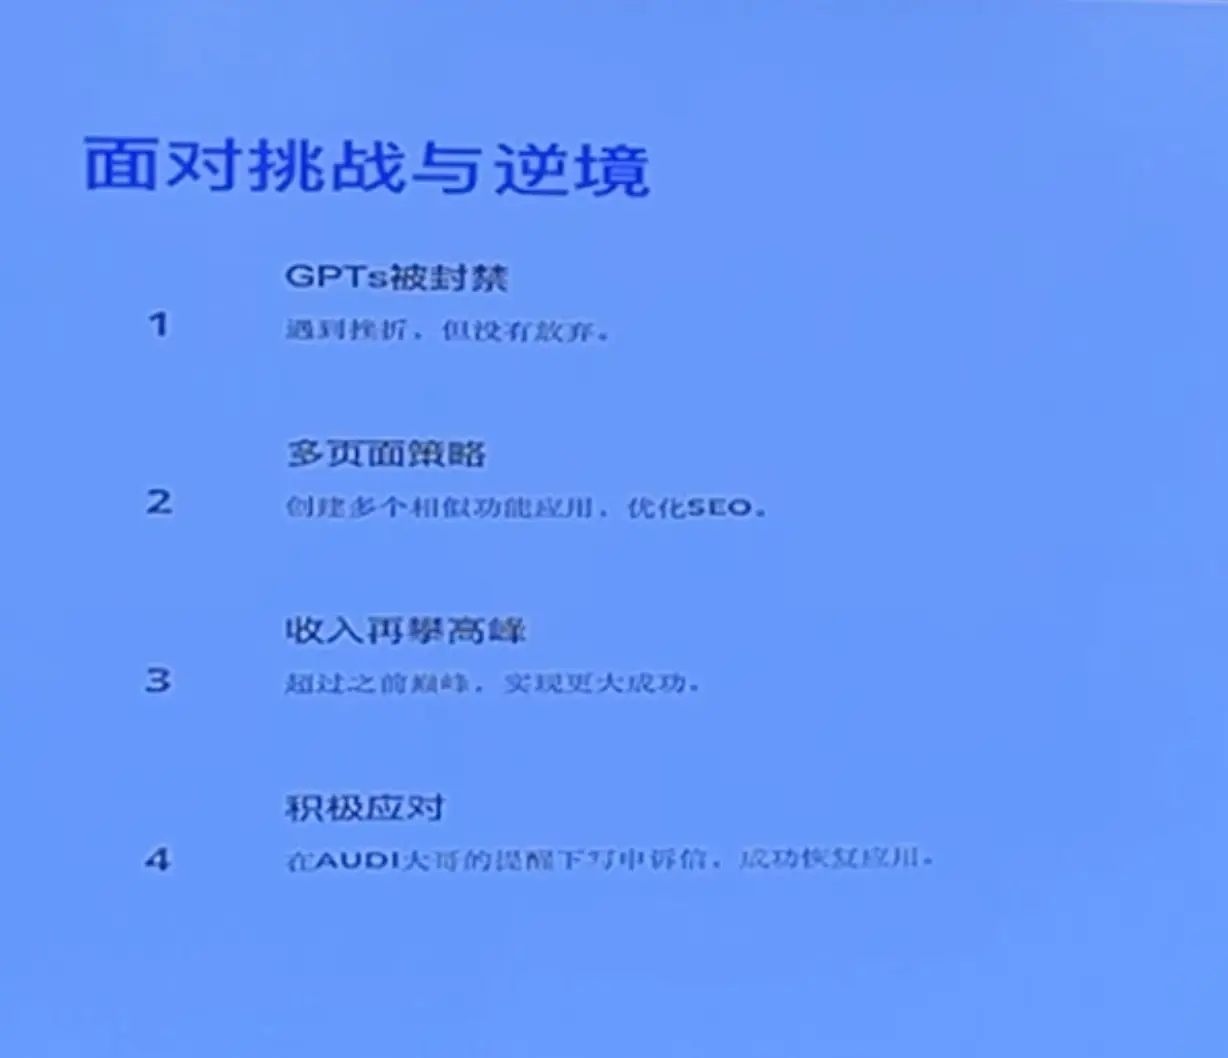 面对挑战与逆境
GPTs被封禁
1
遇到挫折，但没有放弃。
多页面策略
2
创建多个相似功能应用，优化SEO。
收入再攀高峰
3
超过之前巅峰，实现更大成功。
积极应对
4
在AUDI大哥的提醒下写申诉信，成功恢复应用。